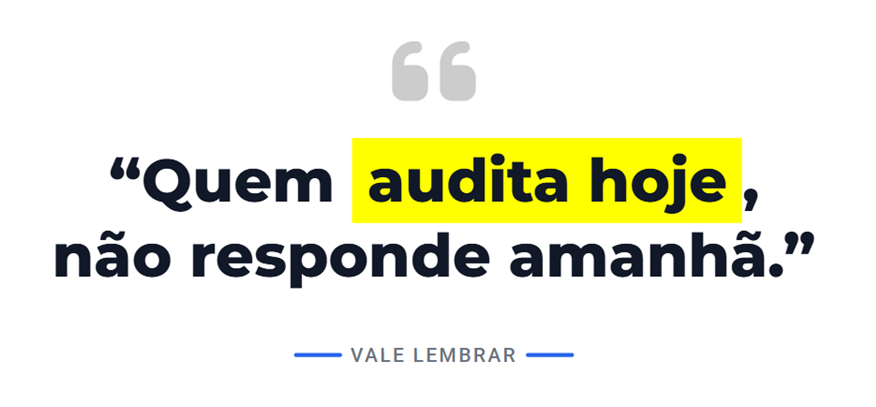 “Quem audita hoje,
não responde amanhã.”
VALE LEMBRAR